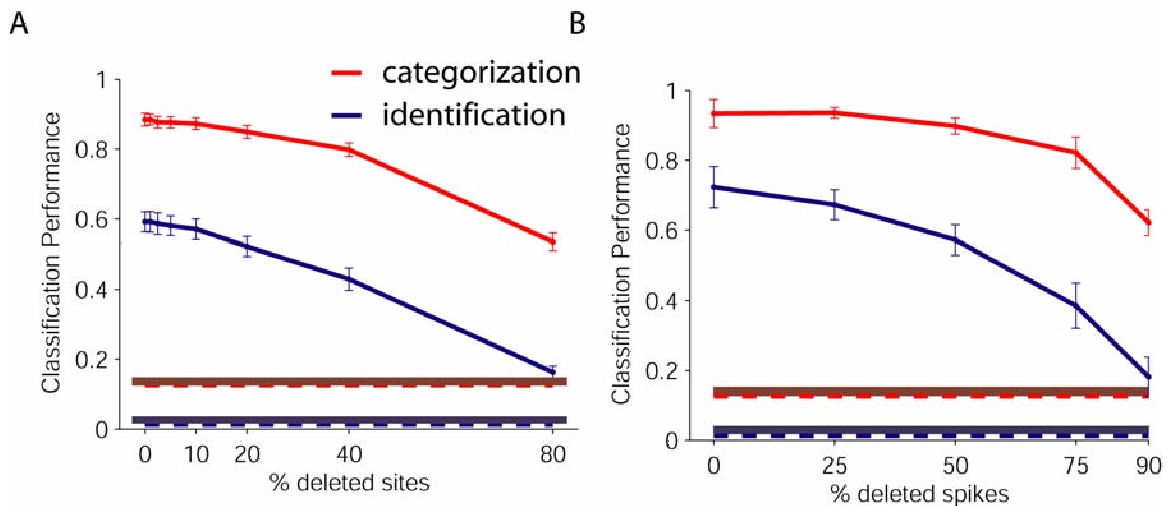 A
B
categorization
identification
Classification Performance
1
0.8
0.6
0.4
0.2
0
0 10 20 40 80
% deleted sites
Classification Performance
1
0.8
0.6
0.4
0.2
0
0 25 50 75 90
% deleted spikes